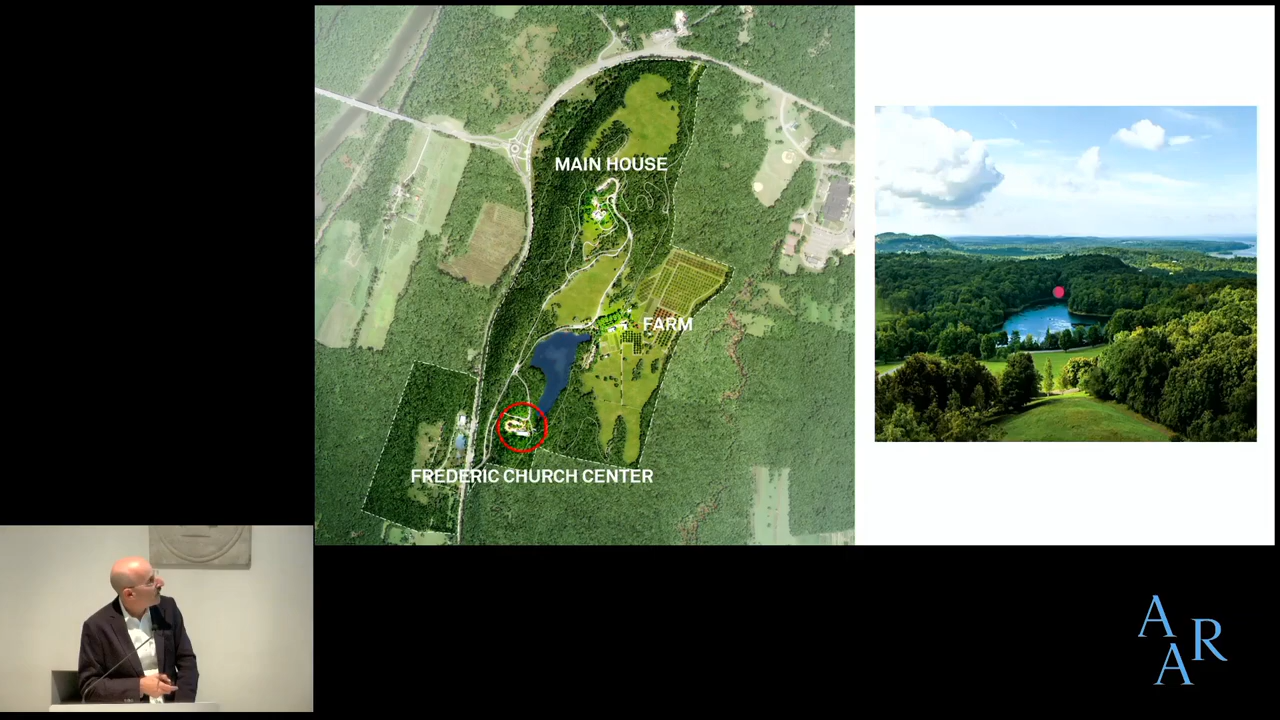 MAIN HOUSE
FARM
FREDERIC CHURCH CENTER
A
R
A